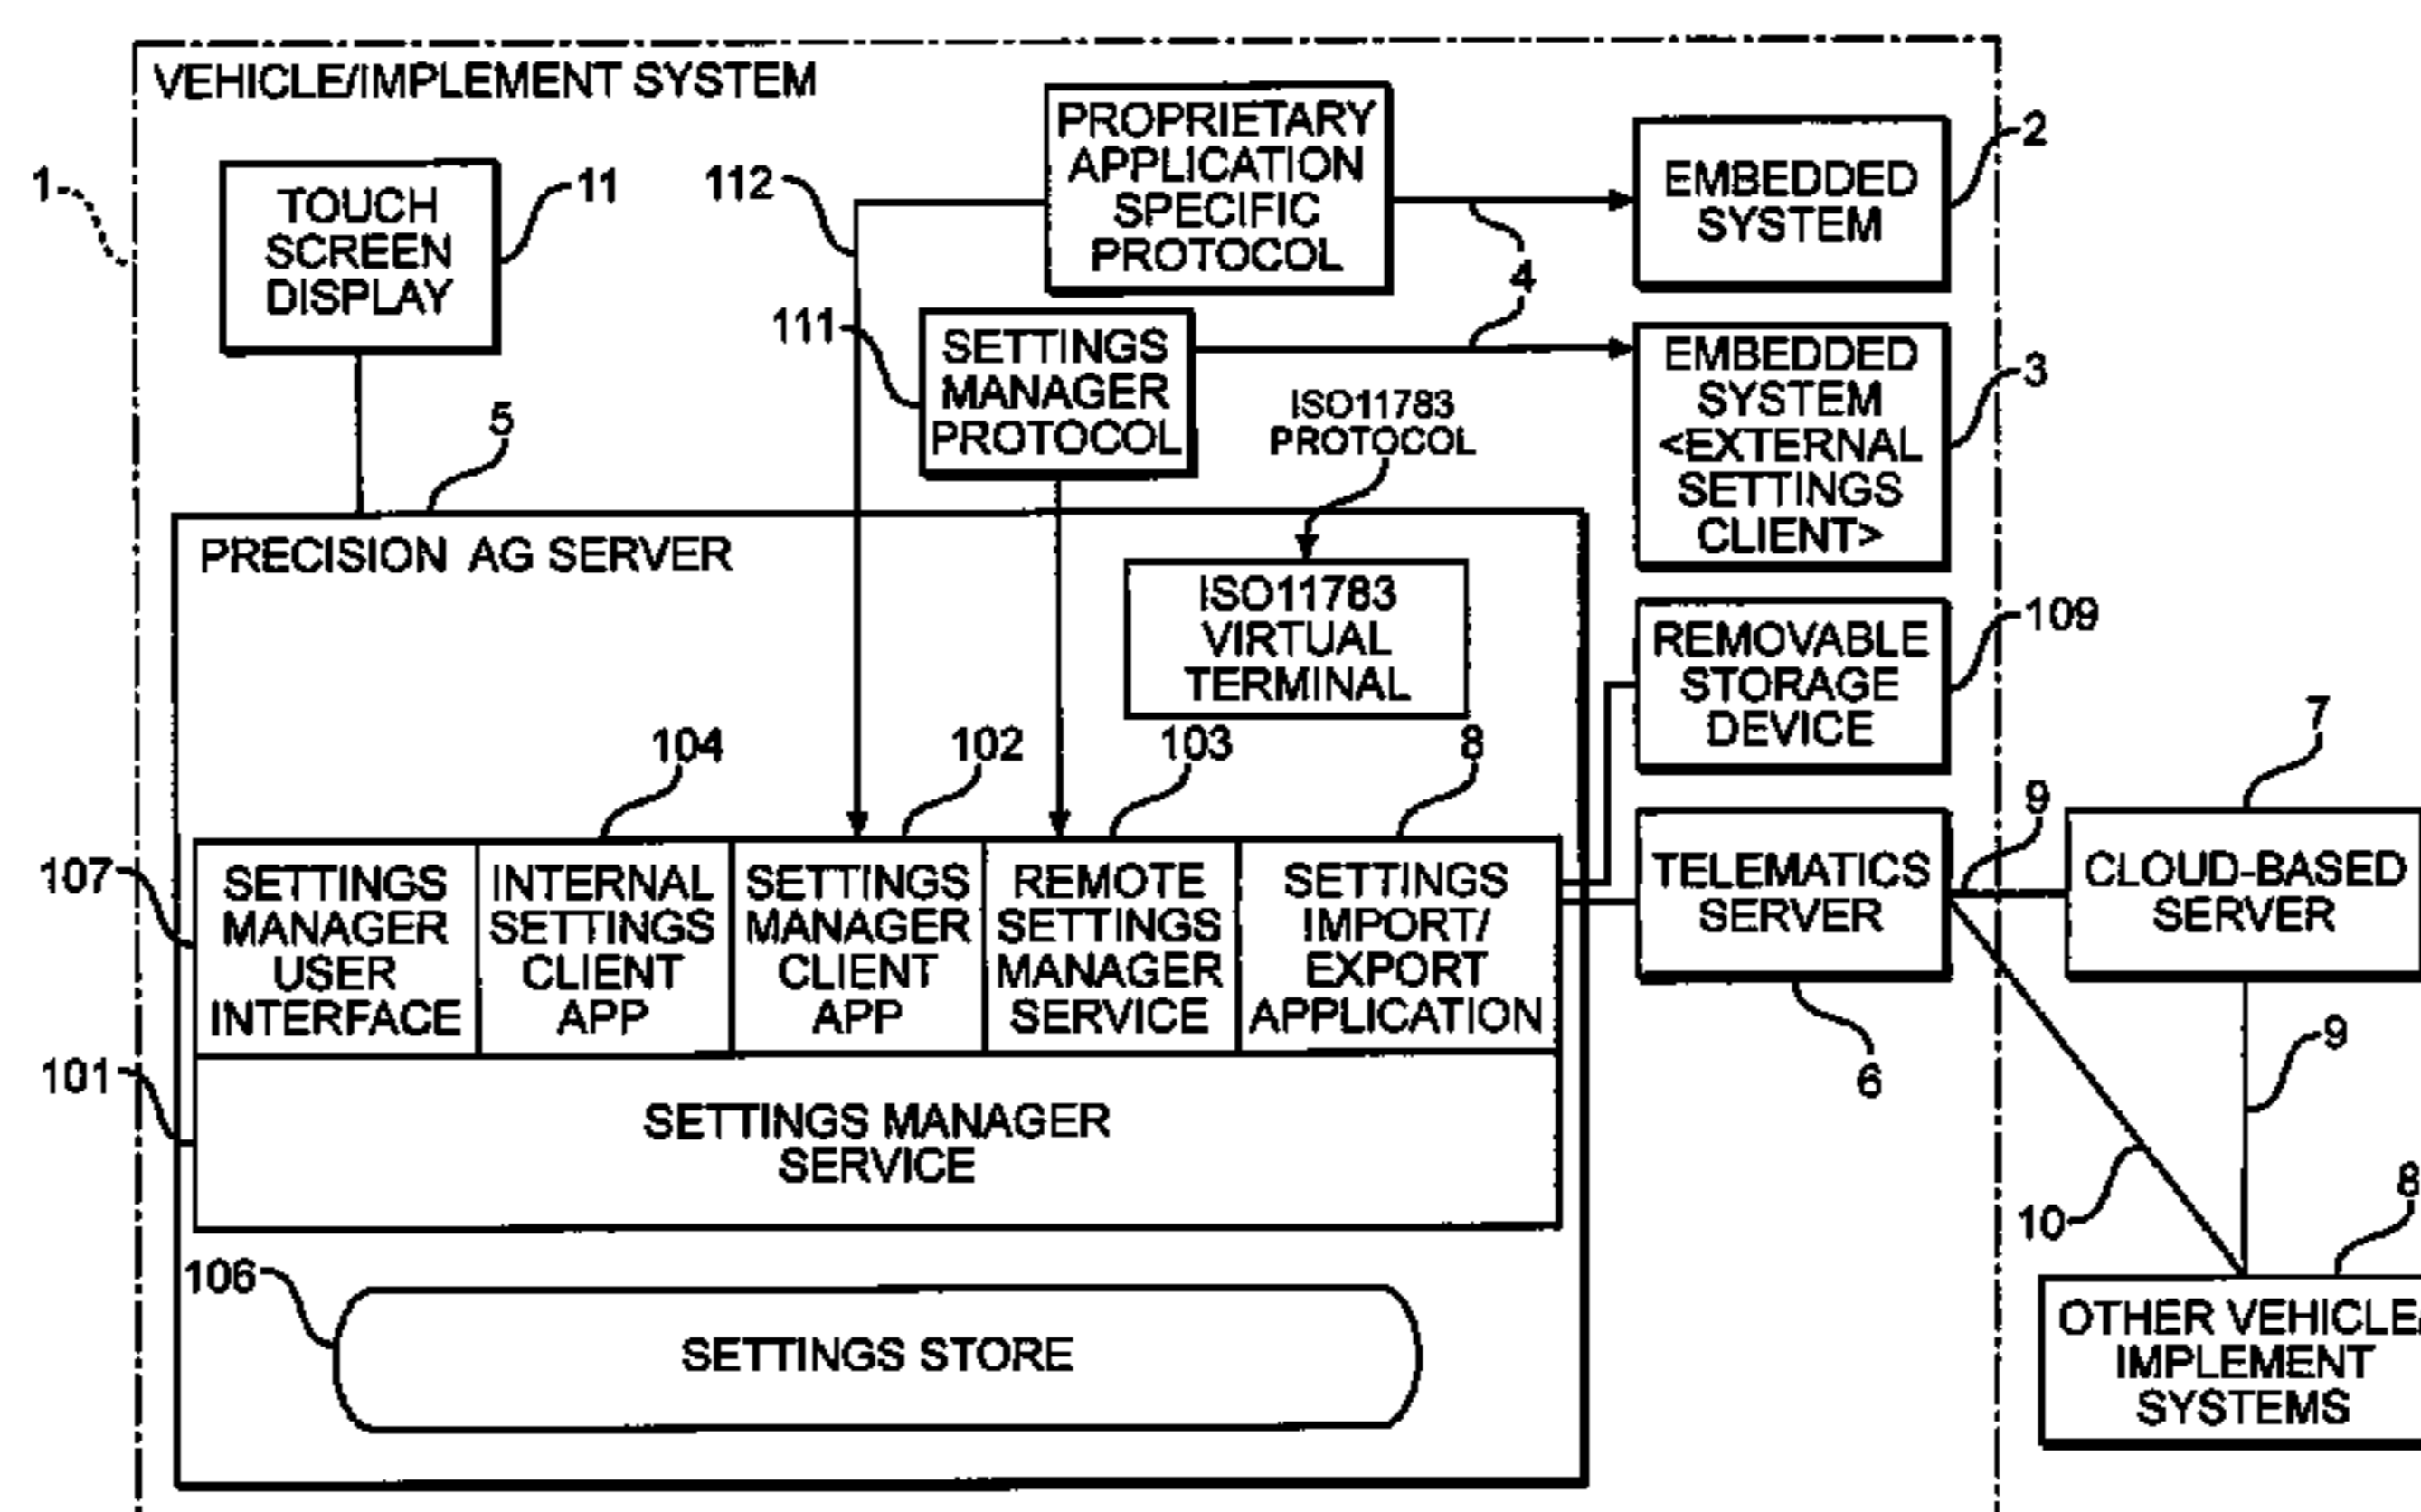 VEHICLE/IMPLEMENT SYSTEM
1
TOUCH
SCREEN
DISPLAY
11
112
PROPRIETARY
APPLICATION
SPECIFIC
PROTOCOL
4
EMBEDDED
SYSTEM
2
111
SETTINGS
MANAGER
PROTOCOL
ISO11783
PROTOCOL
EMBEDDED
SYSTEM
<EXTERNAL
SETTINGS
CLIENT>
3
5
PRECISION AG SERVER
ISO11783
VIRTUAL
TERMINAL
REMOVABLE
STORAGE
DEVICE
109
104
102
103
8
107
SETTINGS
MANAGER
USER
INTERFACE
INTERNAL
SETTINGS
CLIENT
APP
SETTINGS
MANAGER
CLIENT
APP
REMOTE
SETTINGS
MANAGER
SERVICE
SETTINGS
IMPORT/
EXPORT
APPLICATION
TELEMATICS
SERVER
6
9
7
CLOUD-BASED
SERVER
9
10
101
SETTINGS MANAGER
SERVICE
106
SETTINGS STORE
8
OTHER VEHICLE/
IMPLEMENT
SYSTEMS